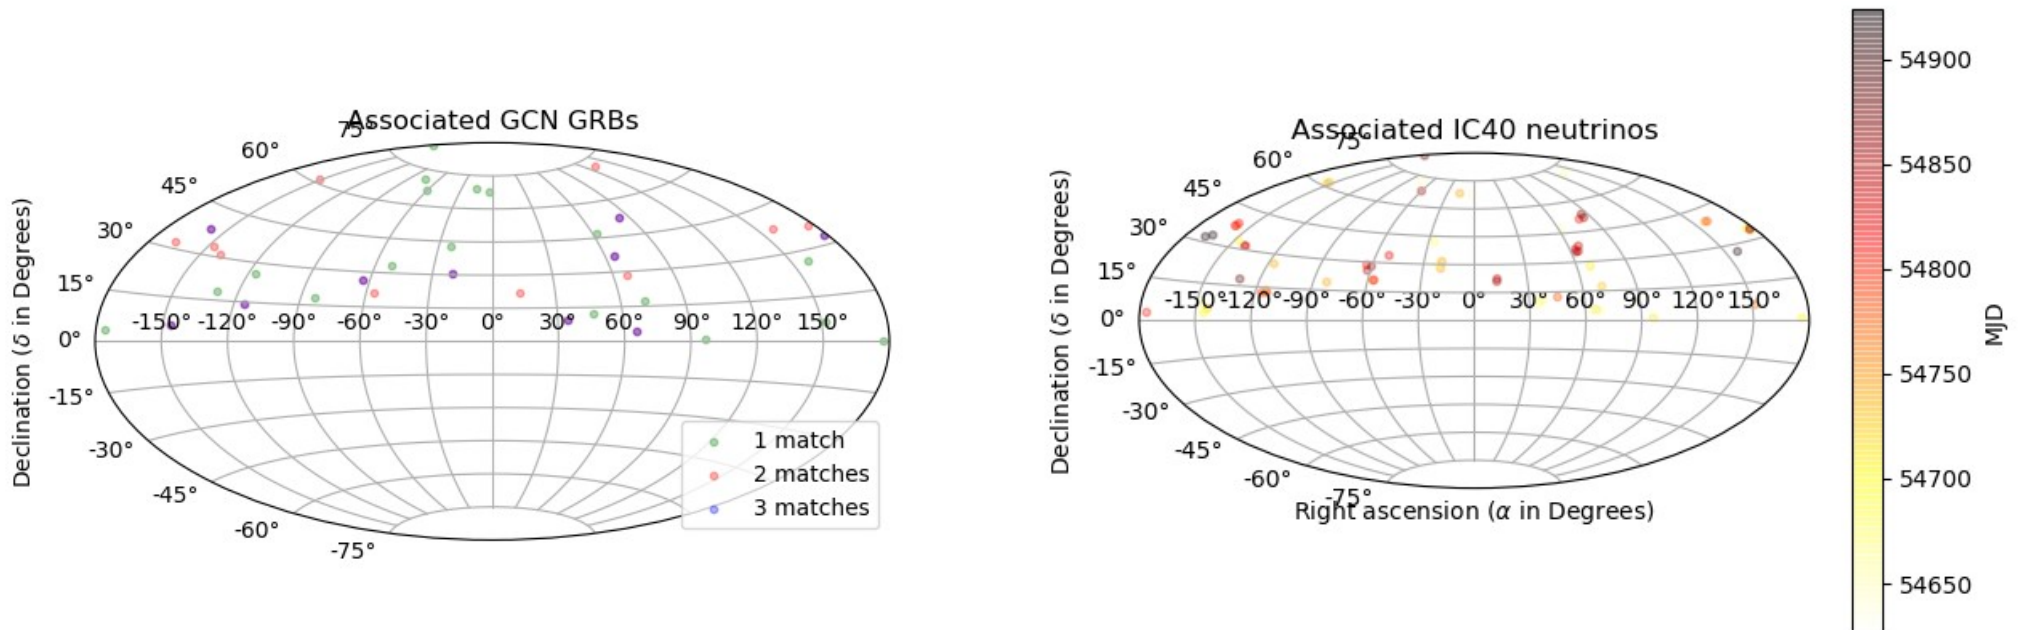 Associated GCN GRBs
75°
60°
45°
30°
15°
0°
-15°
-30°
-45°
-60°
-75°
-150° -120° -90° -60° -30° 0° 30° 60° 90° 120° 150°
Declination (δ in Degrees)
1 match
2 matches
3 matches
Associated IC40 neutrinos
75°
60°
45°
30°
15°
0°
-15°
-30°
-45°
-60°
-75°
-150° -120° -90° -60° -30° 0° 30° 60° 90° 120° 150°
Declination (δ in Degrees)
Right ascension (α in Degrees)
54900
54850
54800
54750
54700
54650
MJD